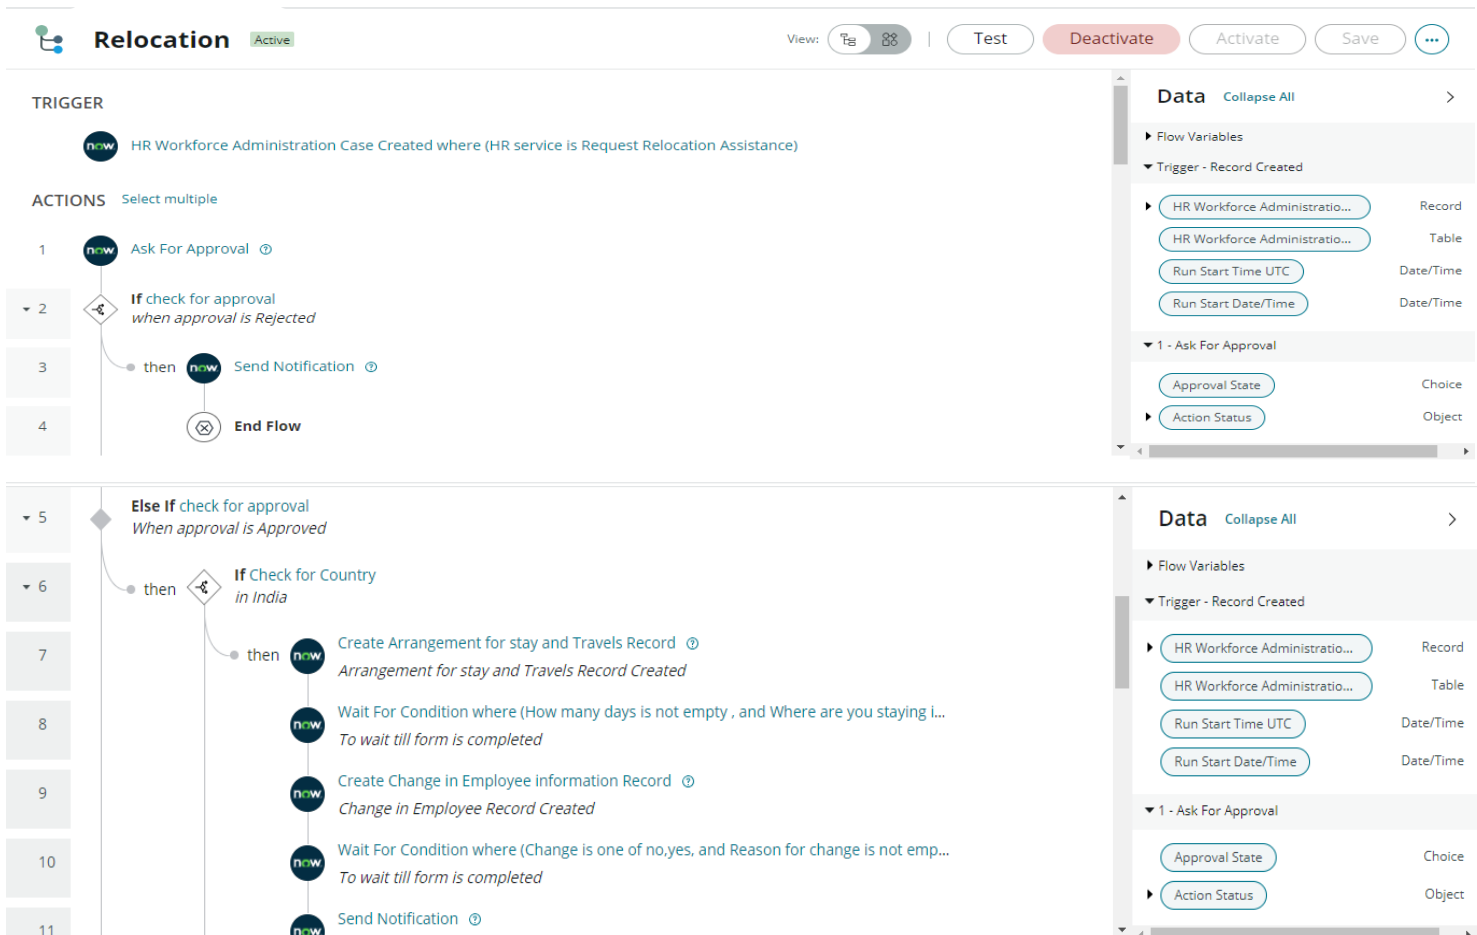 Relocation Active View: Test Deactivate Activate Save ...
TRIGGER
now HR Workforce Administration Case Created where (HR service is Request Relocation Assistance)
ACTIONS Select multiple
1 now Ask For Approval ?
2 If check for approval
when approval is Rejected
3 then now Send Notification ?
4 End Flow
Data Collapse All
Flow Variables
Trigger - Record Created
HR Workforce Administratio... Record
HR Workforce Administratio... Table
Run Start Time UTC Date/Time
Run Start Date/Time Date/Time
1 - Ask For Approval
Approval State Choice
Action Status Object
5 Else If check for approval
When approval is Approved
6 then If Check for Country
in India
7 then now Create Arrangement for stay and Travels Record ?
Arrangement for stay and Travels Record Created
8 now Wait For Condition where (How many days is not empty , and Where are you staying i...
To wait till form is completed
9 now Create Change in Employee information Record ?
Change in Employee Record Created
10 now Wait For Condition where (Change is one of no,yes, and Reason for change is not emp...
To wait till form is completed
11 now Send Notification ?
Data Collapse All
Flow Variables
Trigger - Record Created
HR Workforce Administratio... Record
HR Workforce Administratio... Table
Run Start Time UTC Date/Time
Run Start Date/Time Date/Time
1 - Ask For Approval
Approval State Choice
Action Status Object